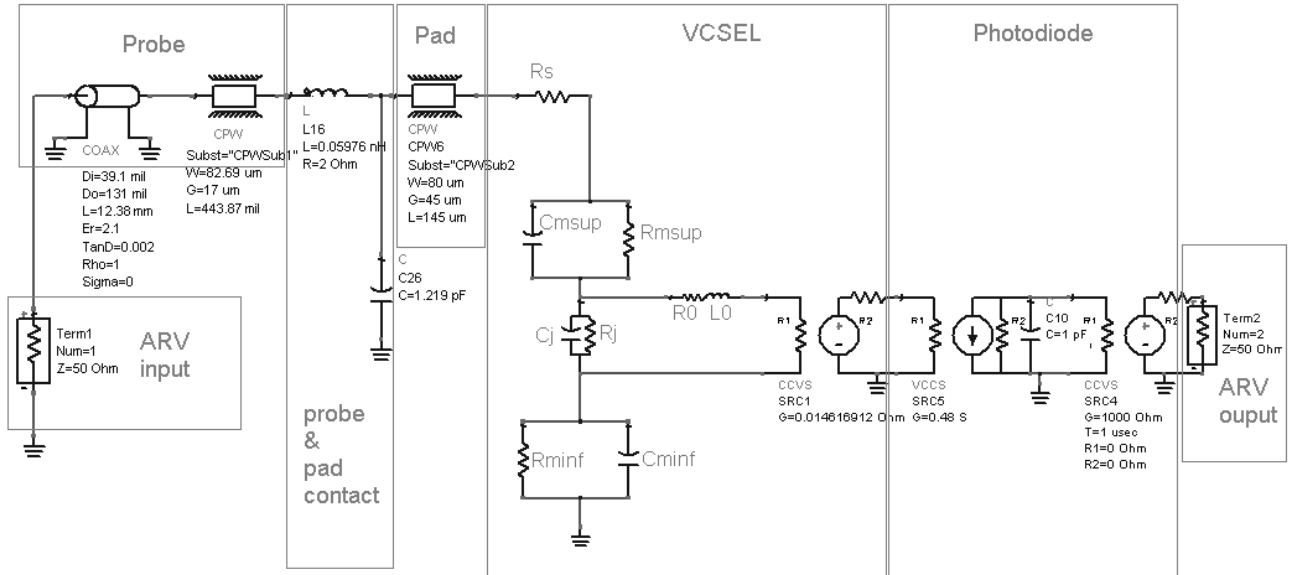 Probe
Pad
VCSEL
Photodiode
Rs
COAX
Di=39.1 mil
Do=131 mil
L=12.38 mm
Er=2.1
TanD=0.002
Rho=1
Sigma=0
CPW
Subst="CPWSub1"
W=82.69 um
G=17 um
L=443.87 mil
L
L16
L=0.05976 nH
R=2 Ohm
CPW
CPW6
Subst="CPWSub2
W=80 um
G=45 um
L=145 um
C
C26
C=1.219 pF
Term1
Num=1
Z=50 Ohm
ARV
input
probe
&
pad
contact
Cmsup
Rmsup
Cj
Rj
R0
L0
Rminf
Cminf
R1
R2
R1
CCVS
SRC1
G=0.014616912 Ohm
VCCS
SRC5
G=0.48 S
R2
C
C10
C=1 pF
R1
R2
CCVS
SRC4
G=1000 Ohm
T=1 usec
R1=0 Ohm
R2=0 Ohm
Term2
Num=2
Z=50 Ohm
ARV
ouput